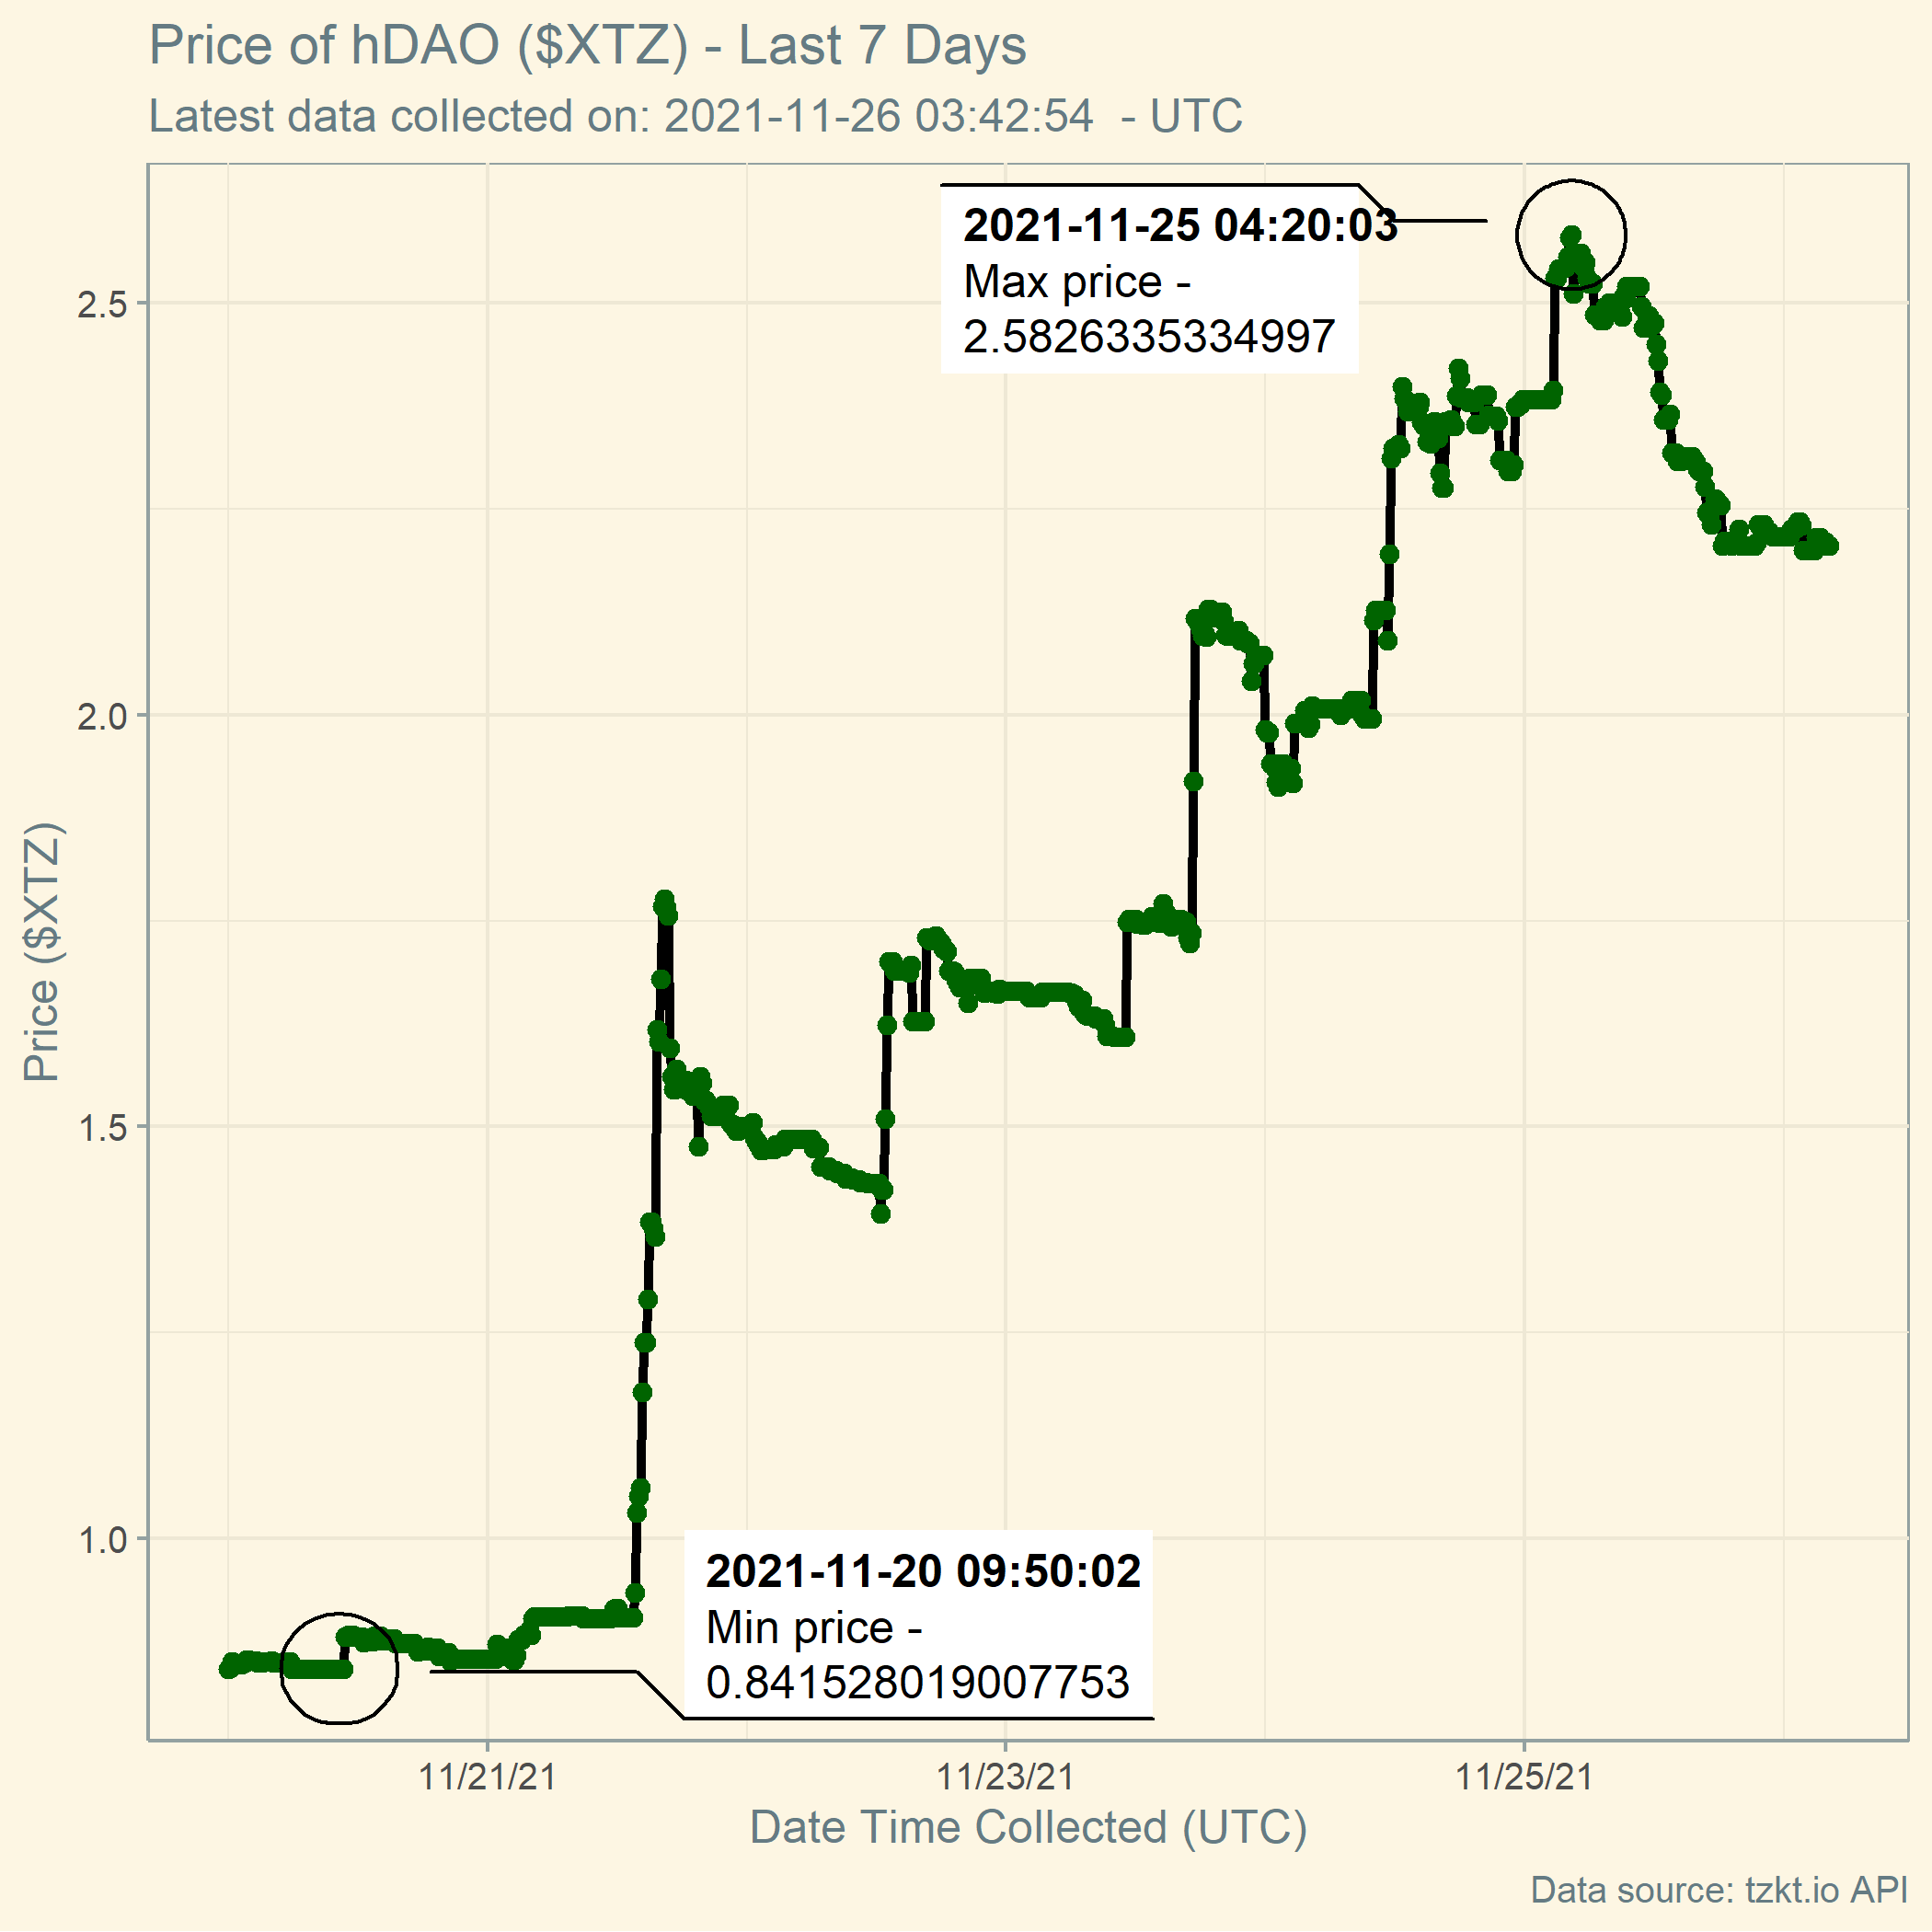 Price of hDAO ($XTZ) - Last 7 Days
Latest data collected on: 2021-11-26 03:42:54  - UTC
2021-11-25 04:20:03
Max price -
2.5826335334997
2.5
2.0
1.5
1.0
Price ($XTZ)
2021-11-20 09:50:02
Min price -
0.841528019007753
11/21/21
11/23/21
11/25/21
Date Time Collected (UTC)
Data source: tzkt.io API